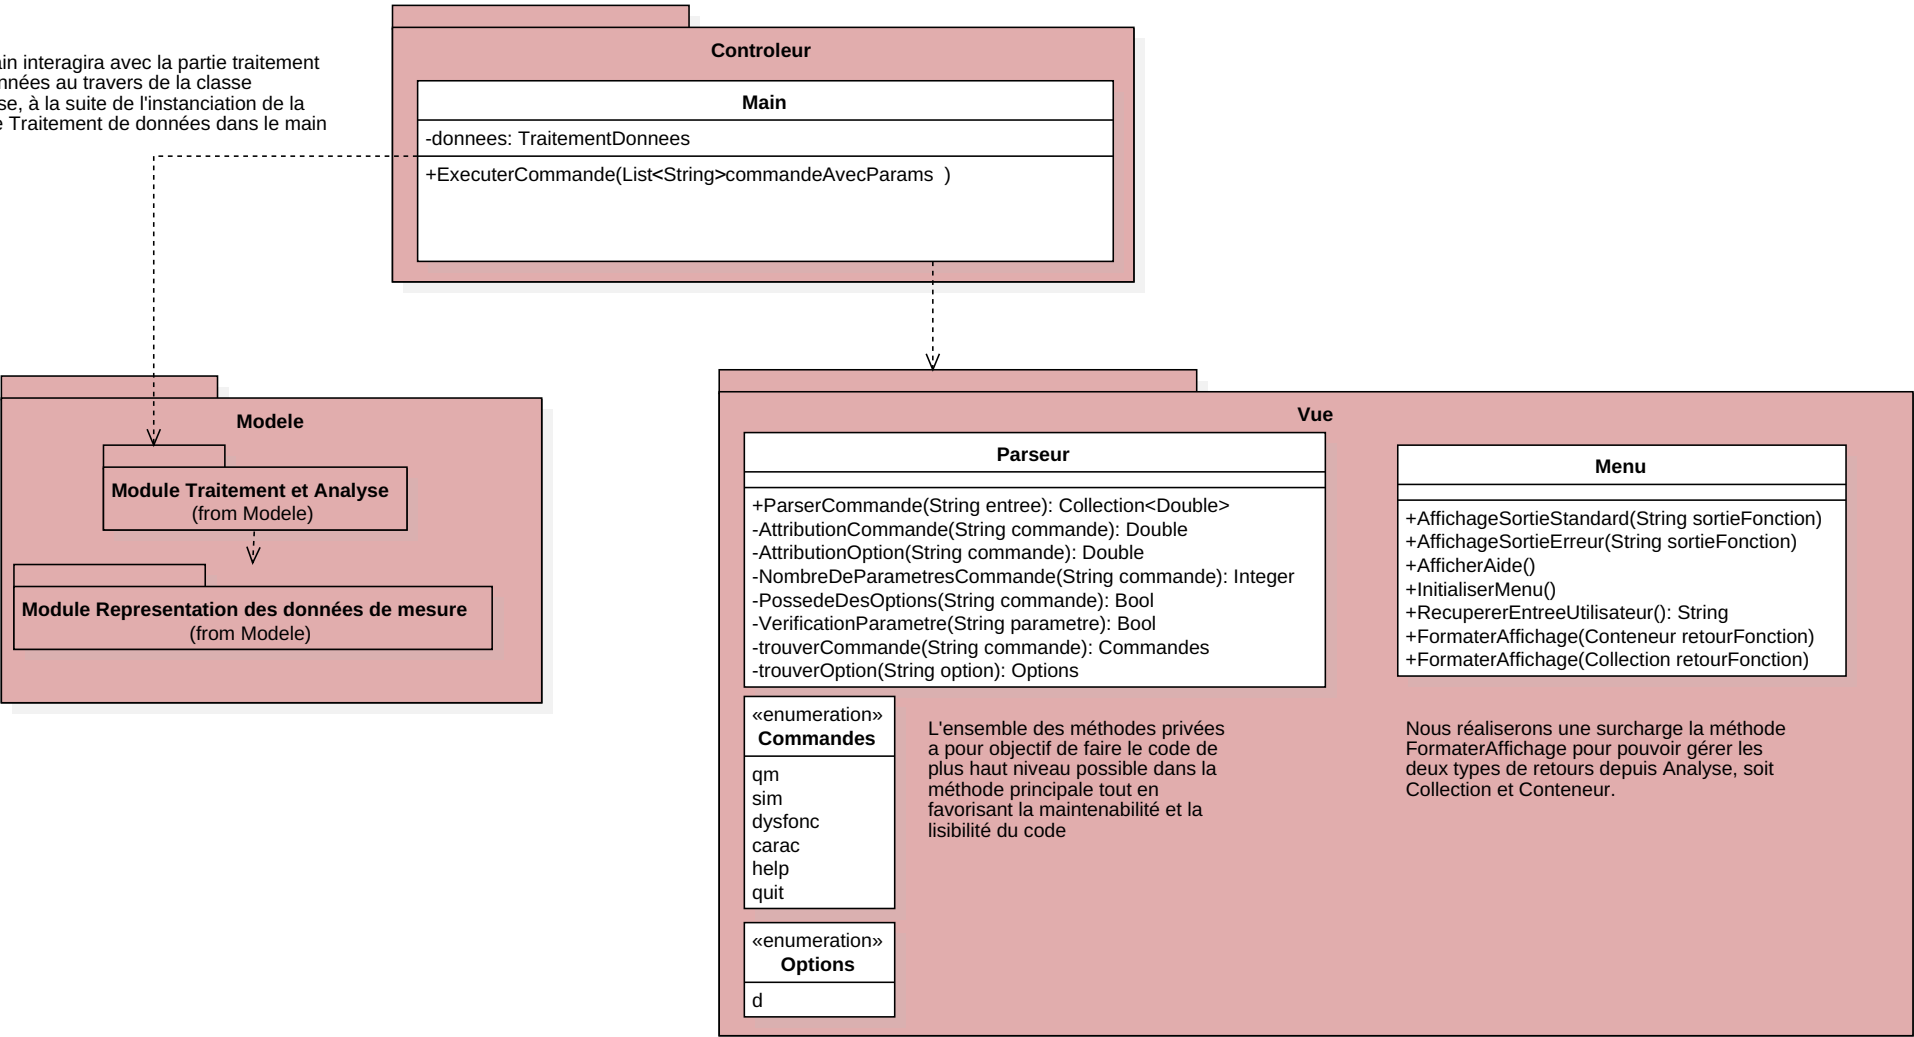 in interagira avec la partie traitement
nnées au travers de la classe
se, à la suite de l'instanciation de la
e Traitement de données dans le main
Controleur
Main
-donnees: TraitementDonnees
+ExecuterCommande(List<String>commandeAvecParams )
Modele
Module Traitement et Analyse
(from Modele)
Module Representation des données de mesure
(from Modele)
Vue
Parseur
+ParserCommande(String entree): Collection<Double>
-AttributionCommande(String commande): Double
-AttributionOption(String commande): Double
-NombreDeParametresCommande(String commande): Integer
-PossedeDesOptions(String commande): Bool
-VerificationParametre(String parametre): Bool
-trouverCommande(String commande): Commandes
-trouverOption(String option): Options
Menu
+AffichageSortieStandard(String sortieFonction)
+AffichageSortieErreur(String sortieFonction)
+AfficherAide()
+InitialiserMenu()
+RecupererEntreeUtilisateur(): String
+FormaterAffichage(Conteneur retourFonction)
+FormaterAffichage(Collection retourFonction)
«enumeration»
Commandes
qm
sim
dysfonc
carac
help
quit
L'ensemble des méthodes privées
a pour objectif de faire le code de
plus haut niveau possible dans la
méthode principale tout en
favorisant la maintenabilité et la
lisibilité du code
Nous réaliserons une surcharge la méthode
FormaterAffichage pour pouvoir gérer les
deux types de retours depuis Analyse, soit
Collection et Conteneur.
«enumeration»
Options
d